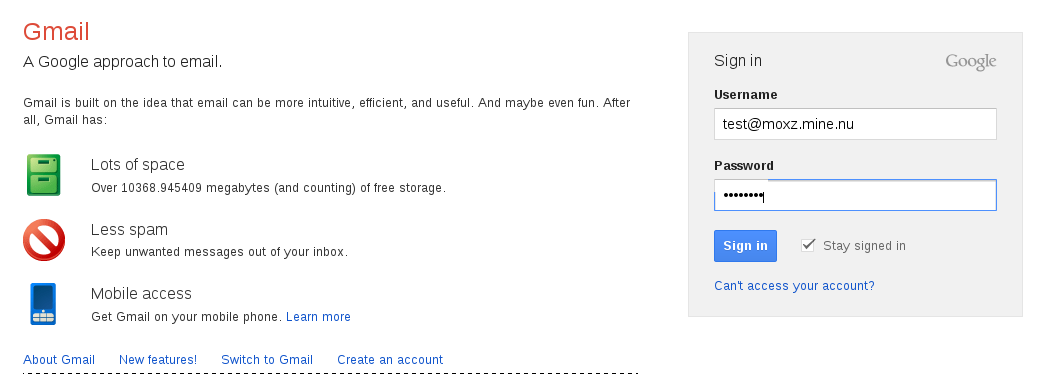 Gmail
A Google approach to email.
Gmail is built on the idea that email can be more intuitive, efficient, and useful. And maybe even fun. After
all, Gmail has:
Lots of space
Over 10368.945409 megabytes (and counting) of free storage.
Less spam
Keep unwanted messages out of your inbox.
Mobile access
Get Gmail on your mobile phone. Learn more
About Gmail New features! Switch to Gmail Create an account
Sign in Google
Username
test@moxz.mine.nu
Password
••••••••
Sign in Stay signed in
Can't access your account?